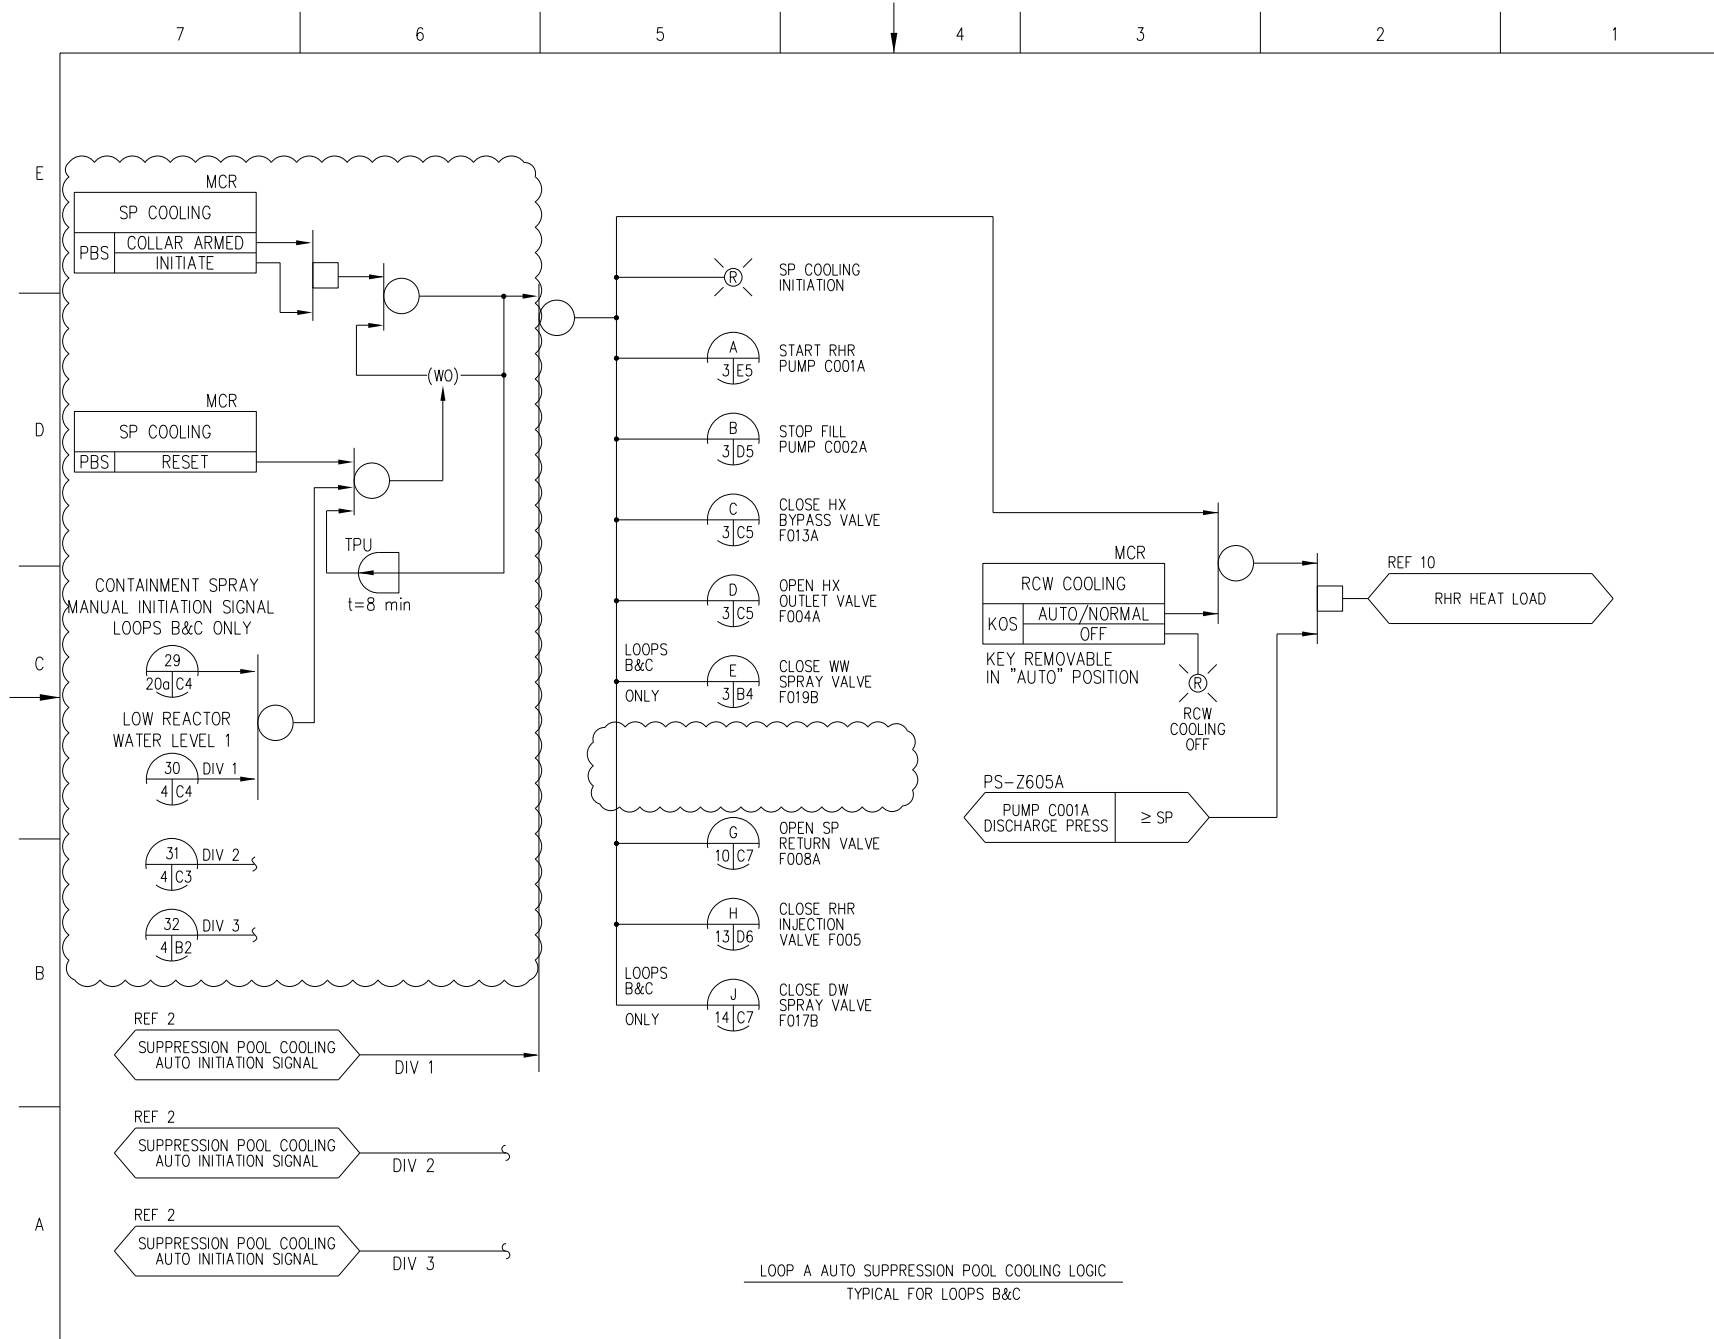 7 6 5 4 3 2 1
E
MCR
SP COOLING
PBS COLLAR ARMED
INITIATE
(WO)
D
MCR
SP COOLING
PBS RESET
TPU
t=8 min
CONTAINMENT SPRAY
MANUAL INITIATION SIGNAL
LOOPS B&C ONLY
C
29
20a C4
LOW REACTOR
WATER LEVEL 1
30 DIV 1
4 C4
31 DIV 2
4 C3
32 DIV 3
4 B2
B
REF 2
SUPPRESSION POOL COOLING
AUTO INITIATION SIGNAL
DIV 1
REF 2
SUPPRESSION POOL COOLING
AUTO INITIATION SIGNAL
DIV 2
A
REF 2
SUPPRESSION POOL COOLING
AUTO INITIATION SIGNAL
DIV 3
R
SP COOLING
INITIATION
A
3 E5
START RHR
PUMP C001A
B
3 D5
STOP FILL
PUMP C002A
C
3 C5
CLOSE HX
BYPASS VALVE
F013A
D
3 C5
OPEN HX
OUTLET VALVE
F004A
LOOPS
B&C
ONLY
E
3 B4
CLOSE WW
SPRAY VALVE
F019B
G
10 C7
OPEN SP
RETURN VALVE
F008A
H
13 D6
CLOSE RHR
INJECTION
VALVE F005
LOOPS
B&C
ONLY
J
14 C7
CLOSE DW
SPRAY VALVE
F017B
MCR
RCW COOLING
KOS AUTO/NORMAL
OFF
KEY REMOVABLE
IN "AUTO" POSITION
R
RCW
COOLING
OFF
REF 10
RHR HEAT LOAD
PS-Z605A
PUMP C001A
DISCHARGE PRESS
≥ SP
LOOP A AUTO SUPPRESSION POOL COOLING LOGIC
TYPICAL FOR LOOPS B&C